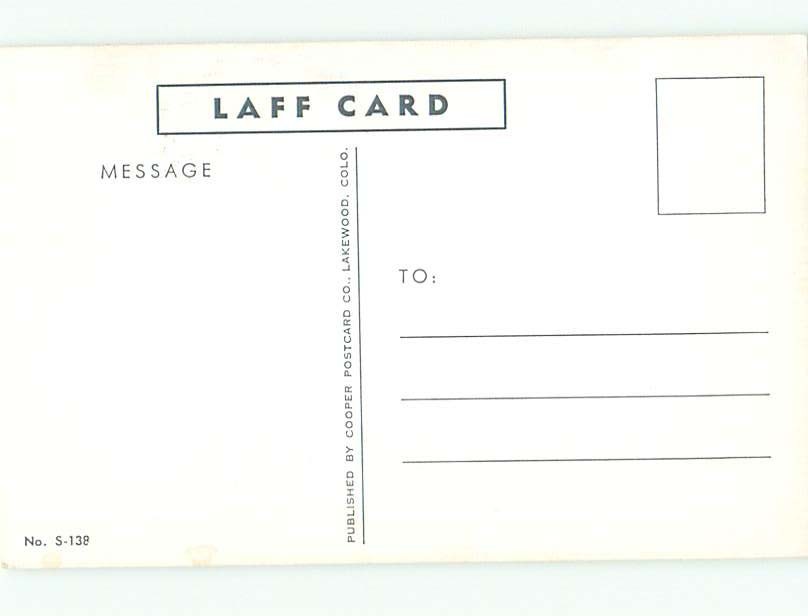 LAFF CARD
MESSAGE
PUBLISHED BY COOPER POSTCARD CO., LAKEWOOD, COLO.
TO:
No. S-138